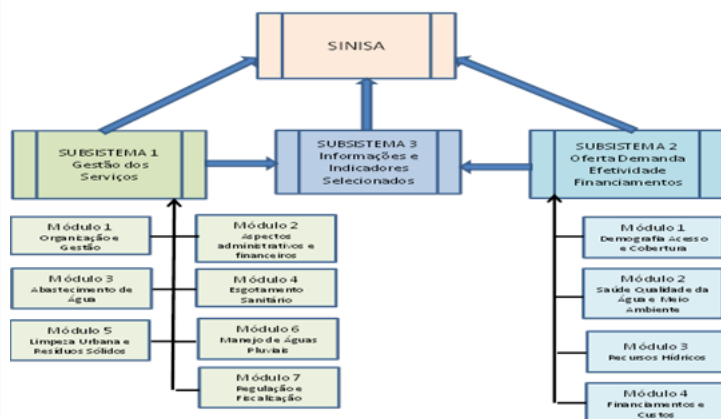 SINISA
SUBSISTEMA 1
Gestão dos
Serviços
SUBSISTEMA 3
Informações e
Indicadores
Selecionados
SUBSISTEMA 2
Oferta Demanda
Efetividade
Financiamentos
Módulo 1
Organização e
Gestão
Módulo 2
Aspectos
administrativos e
financeiros
Módulo 3
Abastecimento de
Água
Módulo 4
Esgotamento
Sanitário
Módulo 5
Limpeza Urbana e
Resíduos Sólidos
Módulo 6
Manejo de Águas
Pluviais
Módulo 7
Regulação e
Fiscalização
Módulo 1
Demografia Acesso
e Cobertura
Módulo 2
Saúde Qualidade da
Água e Meio
Ambiente
Módulo 3
Recursos Hídricos
Módulo 4
Financiamentos e
Custos